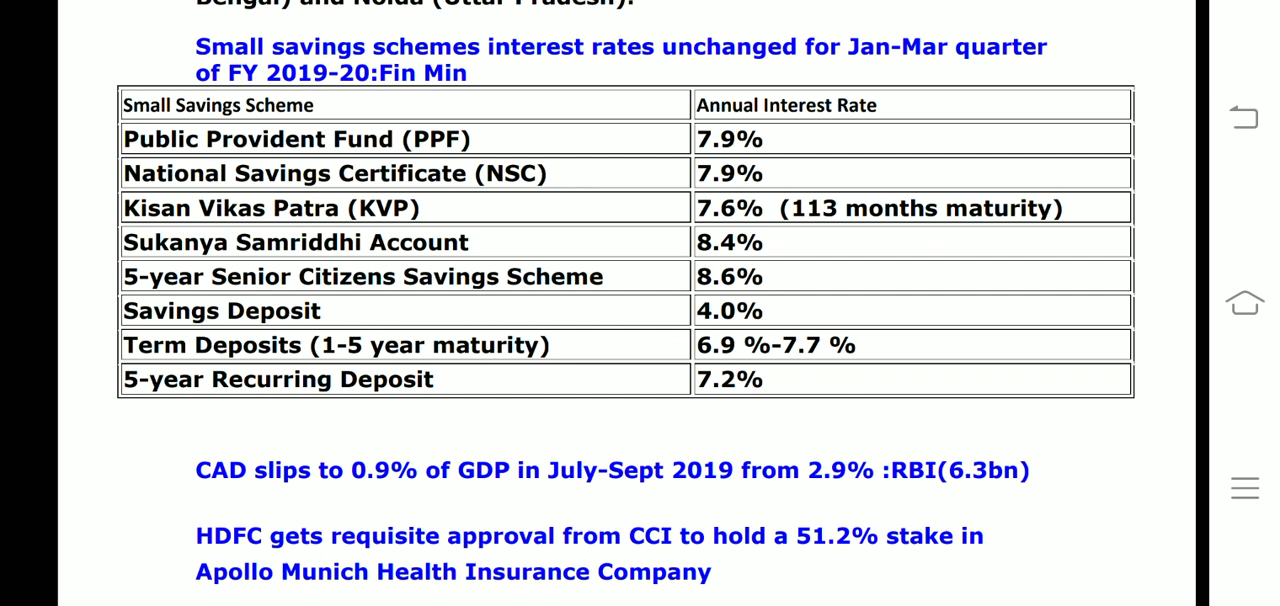 Bengal) and Noida (Uttar Pradesh).
Small savings schemes interest rates unchanged for Jan-Mar quarter
of FY 2019-20:Fin Min
Small Savings Scheme Annual Interest Rate
Public Provident Fund (PPF) 7.9%
National Savings Certificate (NSC) 7.9%
Kisan Vikas Patra (KVP) 7.6%  (113 months maturity)
Sukanya Samriddhi Account 8.4%
5-year Senior Citizens Savings Scheme 8.6%
Savings Deposit 4.0%
Term Deposits (1-5 year maturity) 6.9 %-7.7 %
5-year Recurring Deposit 7.2%
CAD slips to 0.9% of GDP in July-Sept 2019 from 2.9% :RBI(6.3bn)
HDFC gets requisite approval from CCI to hold a 51.2% stake in
Apollo Munich Health Insurance Company